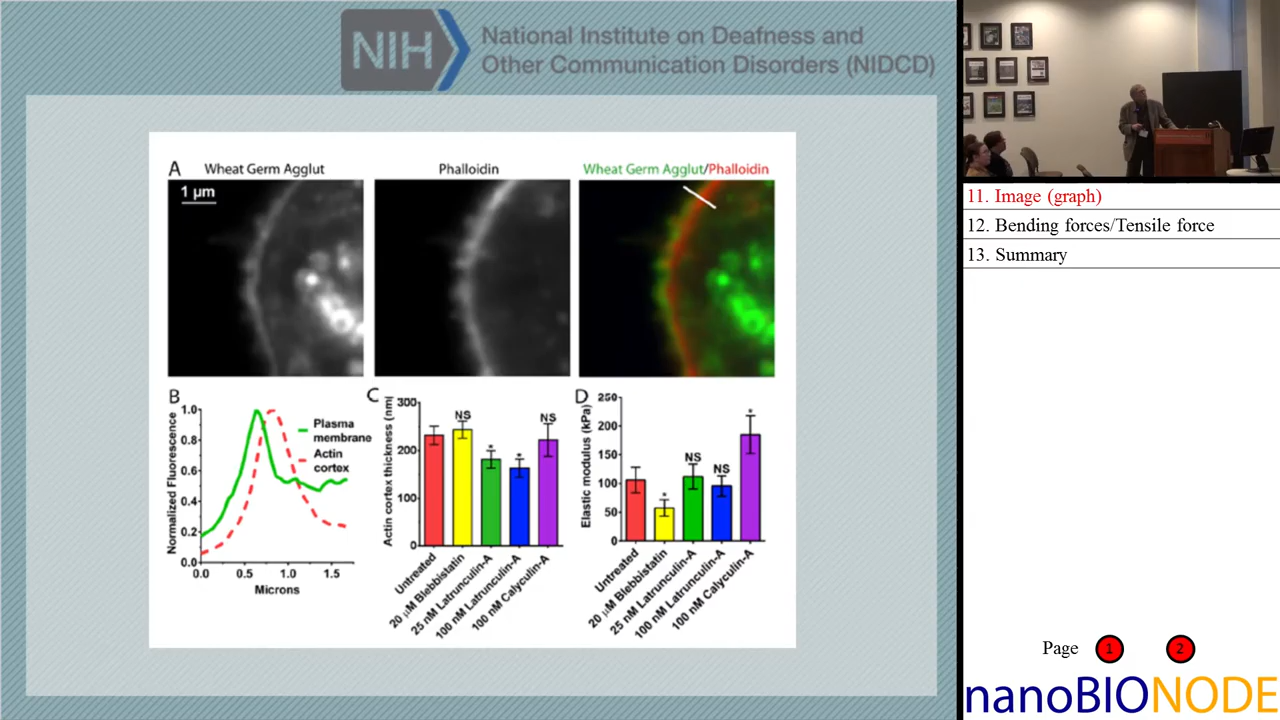 NIH National Institute on Deafness and
Other Communication Disorders (NIDCD)
A
Wheat Germ Agglut
Phalloidin
Wheat Germ Agglut/Phalloidin
1 µm
B
Normalized Fluorescence
1.0
0.8
0.6
0.4
0.2
0.0
0.0 0.5 1.0 1.5
Microns
Plasma
membrane
Actin
cortex
C
Actin cortex thickness (nm)
300
200
100
0
NS
*
*
NS
Untreated
20 µM Blebbistatin
25 nM Latrunculin-A
100 nM Latrunculin-A
100 nM Calyculin-A
D
Elastic modulus (kPa)
250
200
150
100
50
0
*
NS
NS
*
Untreated
20 µM Blebbistatin
25 nM Latrunculin-A
100 nM Latrunculin-A
100 nM Calyculin-A
11. Image (graph)
12. Bending forces/Tensile force
13. Summary
Page 1 2
nanoBIONODE